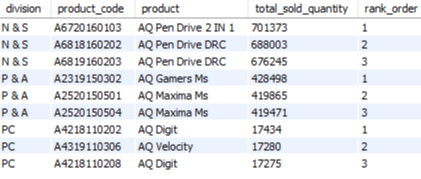 division product_code product total_sold_quantity rank_order
N & S A6720160103 AQ Pen Drive 2 IN 1 701373 1
N & S A6818160202 AQ Pen Drive DRC 688003 2
N & S A6819160203 AQ Pen Drive DRC 676245 3
P & A A2319150302 AQ Gamers Ms 428498 1
P & A A2520150501 AQ Maxima Ms 419865 2
P & A A2520150504 AQ Maxima Ms 419471 3
PC A4218110202 AQ Digit 17434 1
PC A4319110306 AQ Velocity 17280 2
PC A4218110208 AQ Digit 17275 3